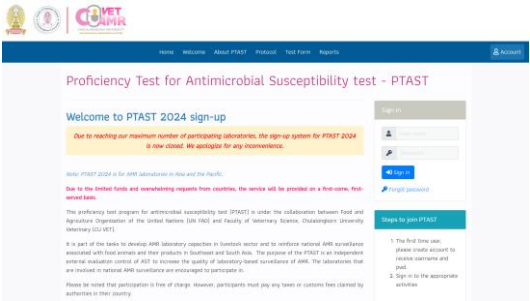 CU VET
AMR
Home Welcome About PTAST Protocol Test Form Reports Account
Proficiency Test for Antimicrobial Susceptibility test - PTAST
Welcome to PTAST 2024 sign-up
Due to reaching our maximum number of participating laboratories, the sign-up system for PTAST 2024
is now closed. We apologize for any inconvenience.
Note: PTAST 2024 is for AMR laboratories in Asia and the Pacific.
Due to the limited funds and overwhelming requests from countries, the service will be provided on a first-come, first-
served basis.
This proficiency test program for antimicrobial susceptibility test (PTAST) is under the collaboration between Food and
Agriculture Organization of the United Nations (UN FAO) and Faculty of Veterinary Science, Chulalongkorn University
Veterinary (CU VET).
It is part of the tasks to develop AMR laboratory capacities in livestock sector and to reinforce national AMR surveillance
associated with food animals and their products in Southeast and South Asia. The purpose of the PTAST is an independent
external evaluation control of AST to increase the quality of laboratory-based surveillance of AMR. The laboratories that
are involved in national AMR surveillance are encouraged to participate in.
Please be noted that participation is free of charge. However, participants must pay any taxes or customs fees claimed by
authorities in their country.
Sign in
Sign in
Forgot password
Steps to join PTAST
1. The first time user,
please create account to
receive username and
pwd.
2. Sign in to the appropriate
activities